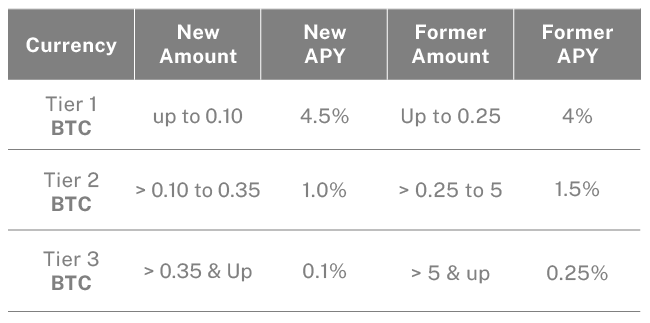 Currency New Amount New APY Former Amount Former APY
Tier 1 BTC up to 0.10 4.5% Up to 0.25 4%
Tier 2 BTC > 0.10 to 0.35 1.0% > 0.25 to 5 1.5%
Tier 3 BTC > 0.35 & Up 0.1% > 5 & up 0.25%